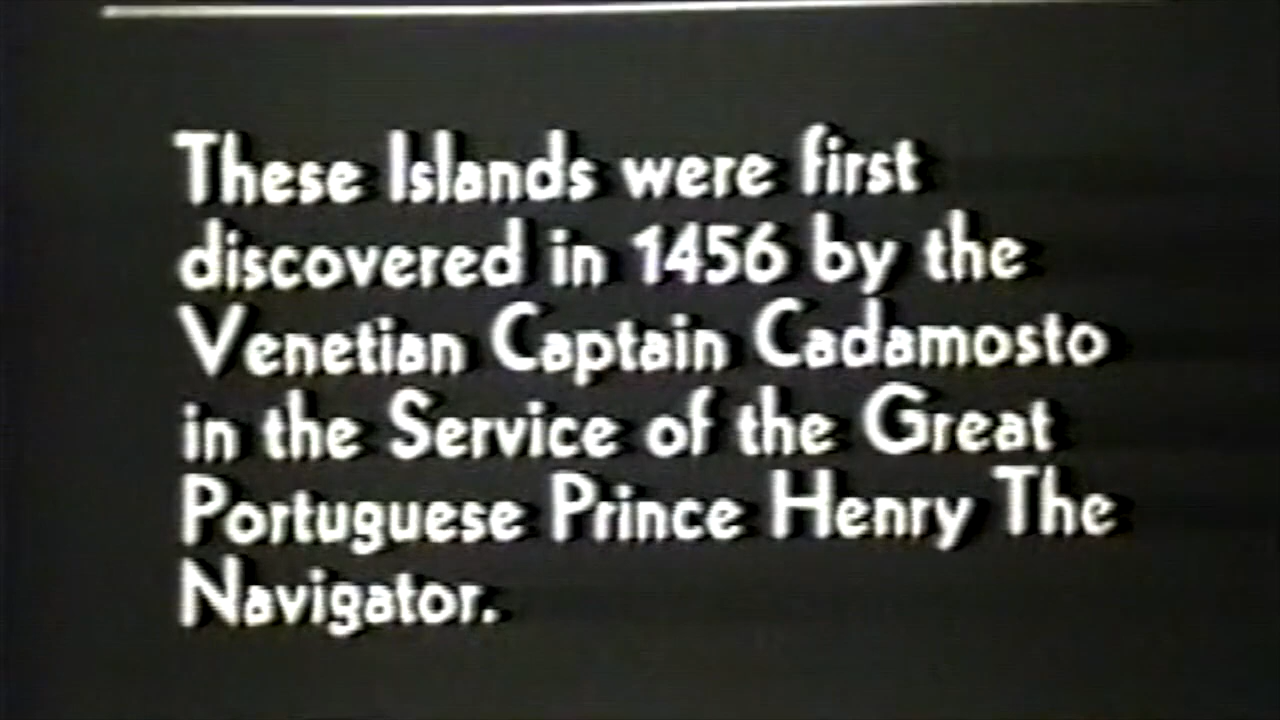 These Islands were first
discovered in 1456 by the
Venetian Captain Cadamosto
in the Service of the Great
Portuguese Prince Henry The
Navigator.